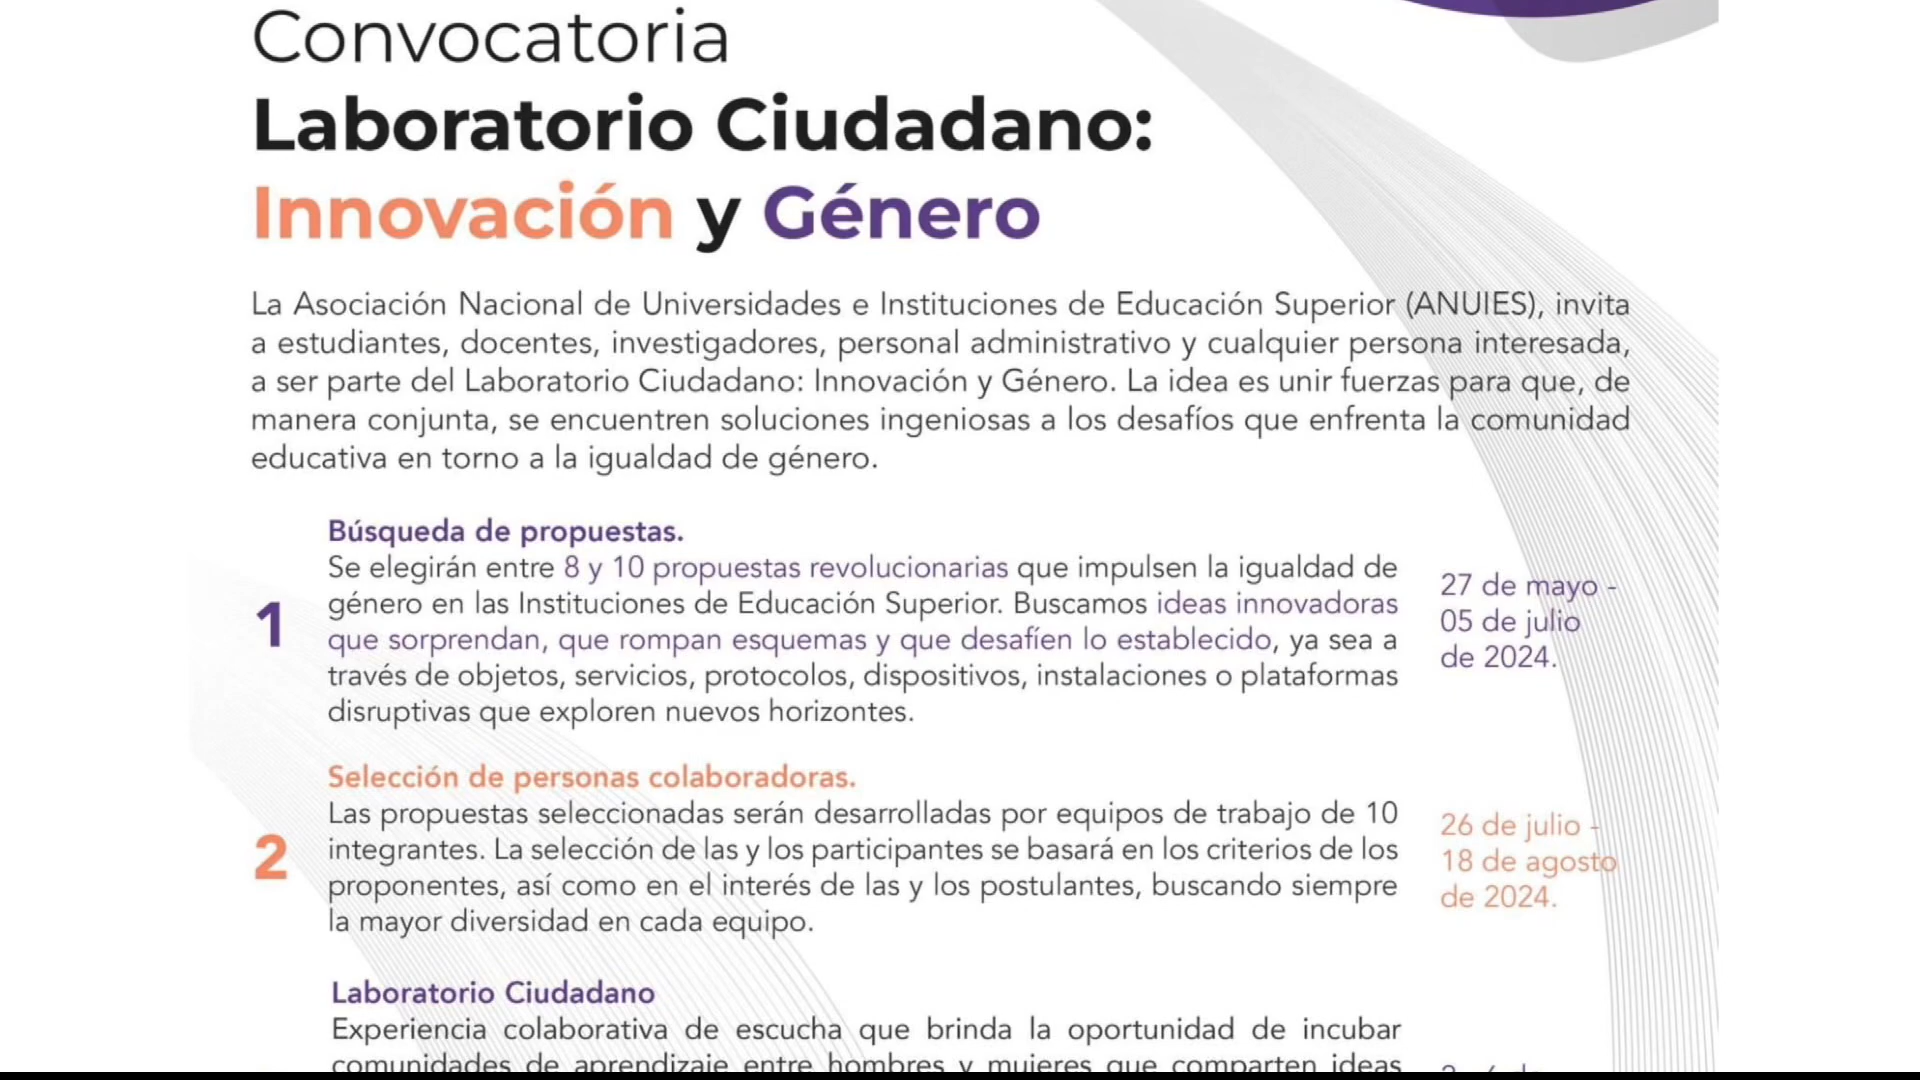 Convocatoria
Laboratorio Ciudadano:
Innovación y Género
La Asociación Nacional de Universidades e Instituciones de Educación Superior (ANUIES), invita
a estudiantes, docentes, investigadores, personal administrativo y cualquier persona interesada,
a ser parte del Laboratorio Ciudadano: Innovación y Género. La idea es unir fuerzas para que, de
manera conjunta, se encuentren soluciones ingeniosas a los desafíos que enfrenta la comunidad
educativa en torno a la igualdad de género.
1
Búsqueda de propuestas.
Se elegirán entre 8 y 10 propuestas revolucionarias que impulsen la igualdad de
género en las Instituciones de Educación Superior. Buscamos ideas innovadoras
que sorprendan, que rompan esquemas y que desafíen lo establecido, ya sea a
través de objetos, servicios, protocolos, dispositivos, instalaciones o plataformas
disruptivas que exploren nuevos horizontes.
27 de mayo -
05 de julio
de 2024.
2
Selección de personas colaboradoras.
Las propuestas seleccionadas serán desarrolladas por equipos de trabajo de 10
integrantes. La selección de las y los participantes se basará en los criterios de los
proponentes, así como en el interés de las y los postulantes, buscando siempre
la mayor diversidad en cada equipo.
26 de julio -
18 de agosto
de 2024.
Laboratorio Ciudadano
Experiencia colaborativa de escucha que brinda la oportunidad de incubar
comunidades de aprendizaje entre hombres y mujeres que comparten ideas